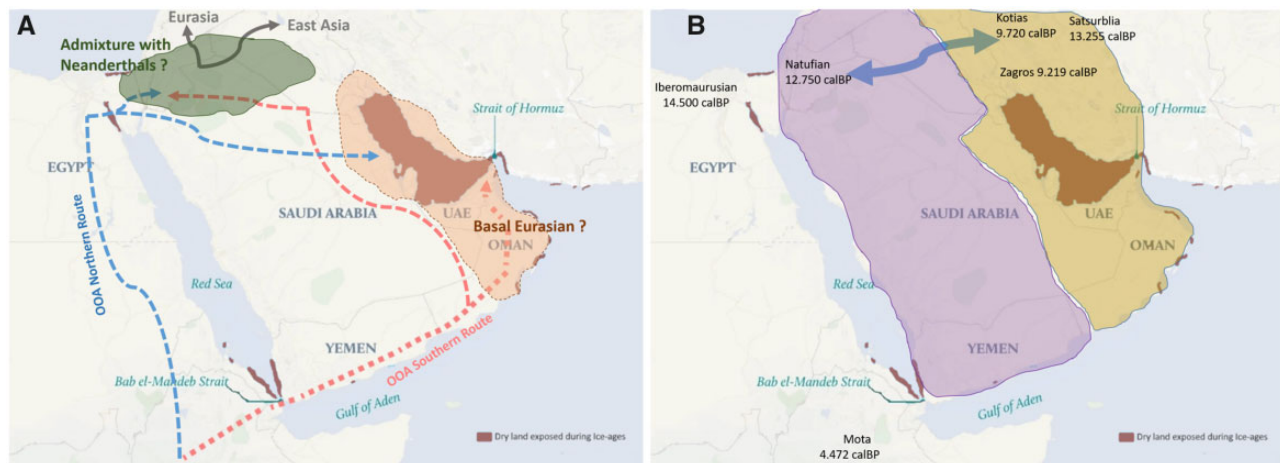 A
Eurasia
East Asia
Admixture with
Neanderthals ?
Strait of Hormuz
EGYPT
SAUDI ARABIA
UAE
Basal Eurasian ?
OMAN
OOA Northern Route
Red Sea
YEMEN
OOA Southern Route
Bab el-Mandeb Strait
Gulf of Aden
Dry land exposed during Ice-ages
B
Kotias
9.720 calBP
Satsurblia
13.255 calBP
Natufian
12.750 calBP
Zagros 9.219 calBP
Iberomaurusian
14.500 calBP
Strait of Hormuz
EGYPT
SAUDI ARABIA
UAE
OMAN
Red Sea
YEMEN
Bab el-Mandeb Strait
Gulf of Aden
Mota
4.472 calBP
Dry land exposed during Ice-ages